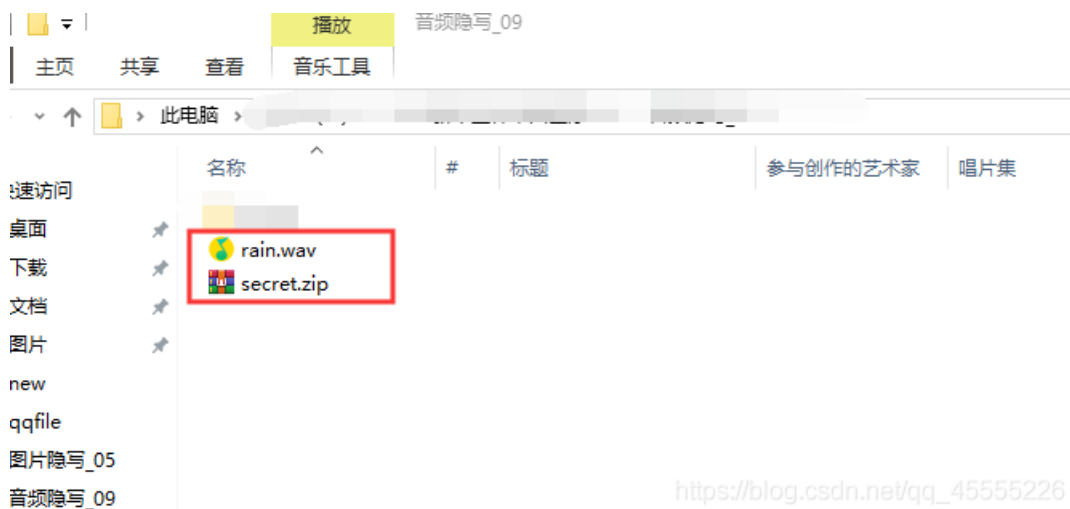 播放 音频隐写_09
主页 共享 查看 音乐工具
此电脑
名称 # 标题 参与创作的艺术家 唱片集
速访问
桌面
下载
文档
图片
new
qqfile
图片隐写_05
音频隐写_09
rain.wav
secret.zip
https://blog.csdn.net/qq_45555226